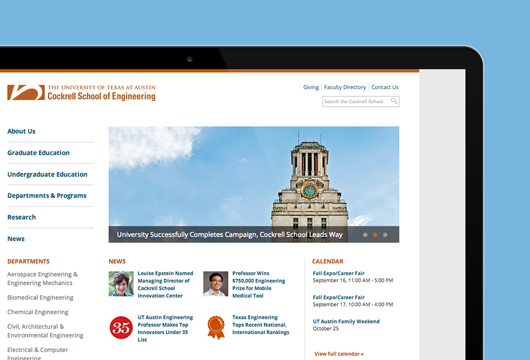 THE UNIVERSITY OF TEXAS AT AUSTIN
Cockrell School of Engineering
Giving | Faculty Directory | Contact Us
Search the Cockrell School
About Us
Graduate Education
Undergraduate Education
Departments & Programs
Research
News
University Successfully Completes Campaign, Cockrell School Leads Way
DEPARTMENTS
Aerospace Engineering &
Engineering Mechanics
Biomedical Engineering
Chemical Engineering
Civil, Architectural &
Environmental Engineering
Electrical & Computer
Engineering
NEWS
Louise Epstein Named
Managing Director of
Cockrell School
Innovation Center
Professor Wins
$750,000 Engineering
Prize for Mobile
Medical Tool
35
UT Austin Engineering
Professor Makes Top
Innovators Under 35
List
Texas Engineering
Tops Recent National,
International Rankings
CALENDAR
Fall Expo/Career Fair
September 16, 11:00 AM - 5:00 PM
Fall Expo/Career Fair
September 17, 10:00 AM - 4:00 PM
UT Austin Family Weekend
October 25
View full calendar »